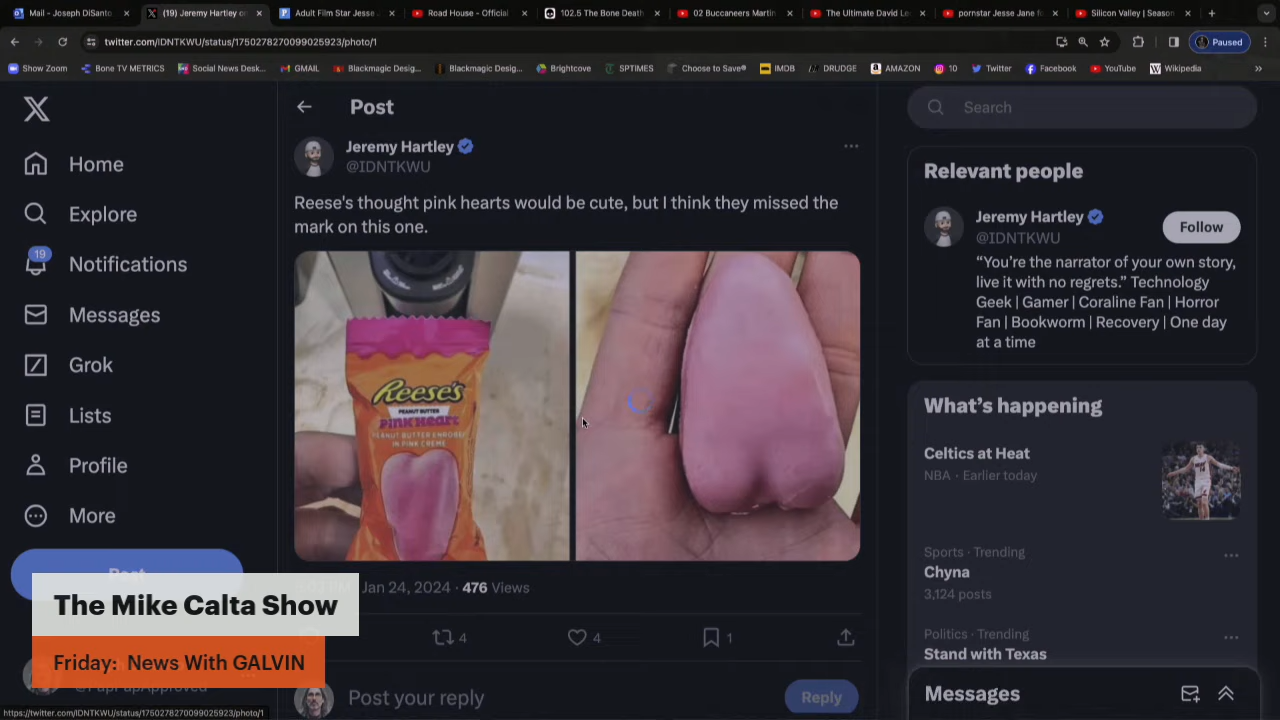 Mail - Joseph DiSanto
(19) Jeremy Hartley on
Adult Film Star Jesse
Road House - Official
102.5 The Bone Death
02 Buccaneers Martin
The Ultimate David Le
pornstar Jesse Jane fo
Silicon Valley | Season
twitter.com/IDNTKWU/status/1750278270099025923/photo/1
Paused
Show Zoom
Bone TV METRICS
Social News Desk...
GMAIL
Blackmagic Desig...
Blackmagic Desig...
Brightcove
SPTIMES
Choose to Save®
IMDB
DRUDGE
AMAZON
10
Twitter
Facebook
YouTube
Wikipedia
Post
Search
Jeremy Hartley
@IDNTKWU
Reese's thought pink hearts would be cute, but I think they missed the
mark on this one.
REESE'S
PEANUT BUTTER
PINK HEART
PEANUT BUTTER ENROBED
IN PINK CREME
Jan 24, 2024 · 476 Views
4
4
1
Post your reply
Reply
Home
Explore
19
Notifications
Messages
Grok
Lists
Profile
More
Post
Relevant people
Jeremy Hartley
@IDNTKWU
Follow
“You're the narrator of your own story,
live it with no regrets.” Technology
Geek | Gamer | Coraline Fan | Horror
Fan | Bookworm | Recovery | One day
at a time
What's happening
Celtics at Heat
NBA · Earlier today
Sports · Trending
Chyna
3,124 posts
Politics · Trending
Stand with Texas
Messages
The Mike Calta Show
Friday: News With GALVIN
https://twitter.com/IDNTKWU/status/1750278270099025923/photo/1